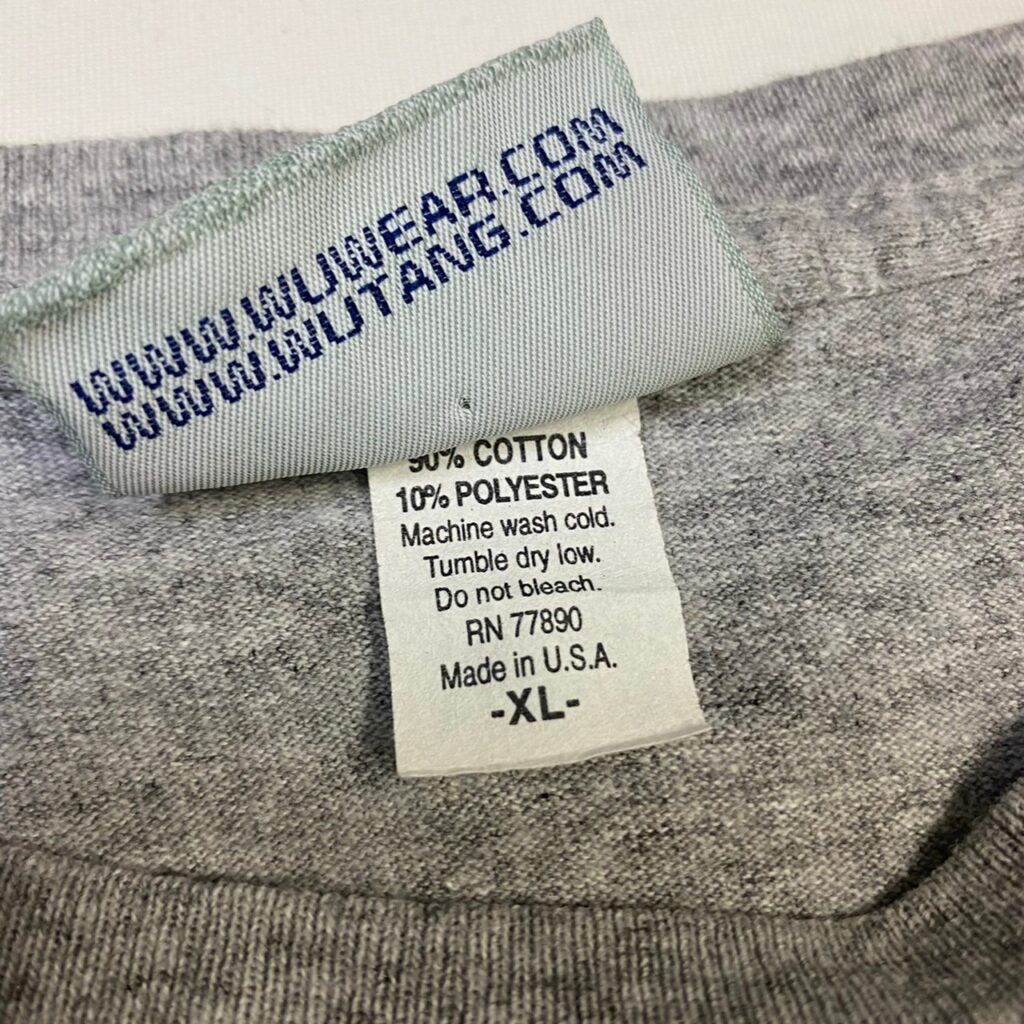 WWW.WUWEAR.COM
WWW.WUTANG.COM
90% COTTON
10% POLYESTER
Machine wash cold.
Tumble dry low.
Do not bleach.
RN 77890
Made in U.S.A.
-XL-